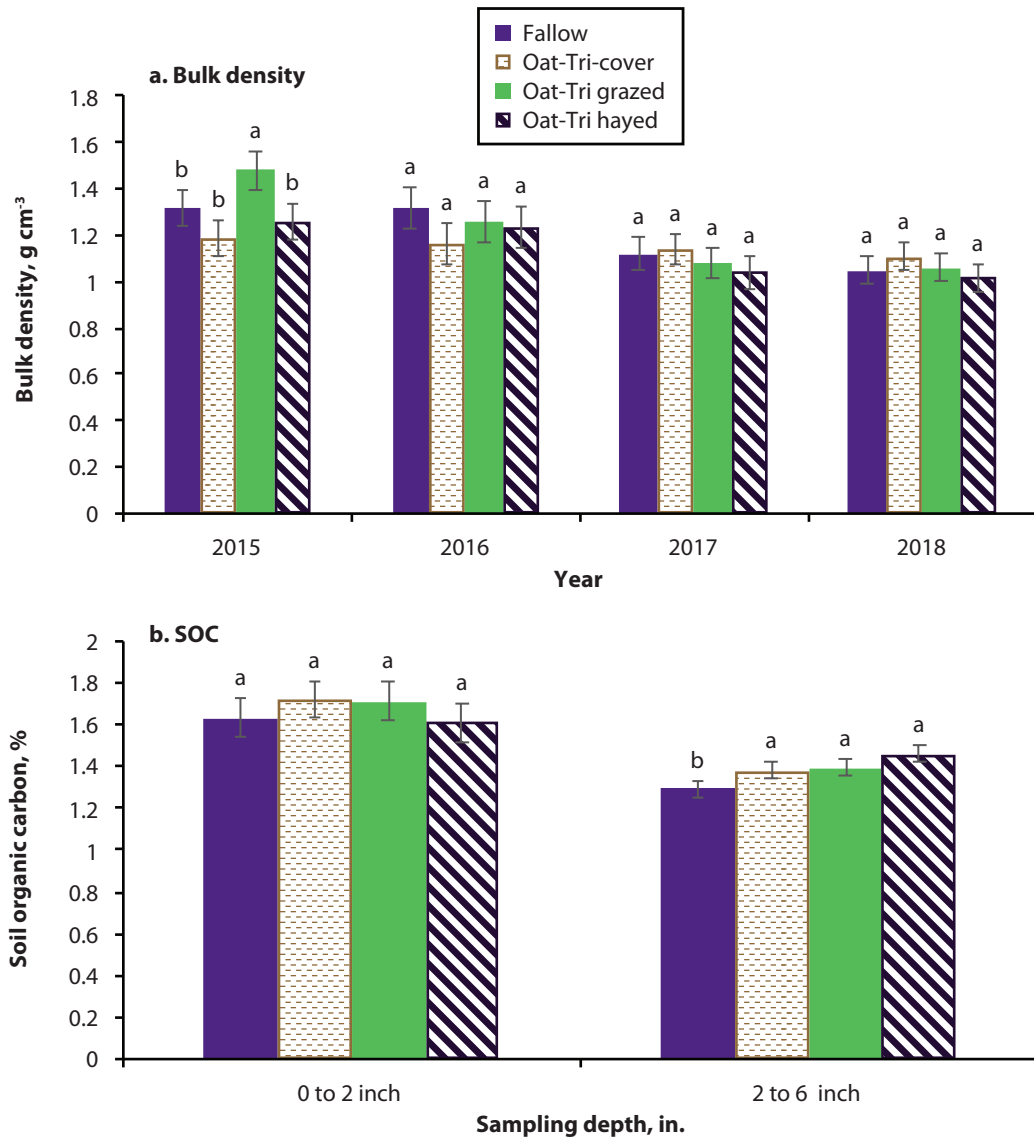 Fallow
Oat-Tri-cover
Oat-Tri grazed
Oat-Tri hayed
a. Bulk density
Bulk density, g cm⁻³
1.8
1.6
1.4
1.2
1
0.8
0.6
0.4
0.2
0
b b a b
a a a a
a a a a
a a a a
2015 2016 2017 2018
Year
b. SOC
Soil organic carbon, %
2
1.8
1.6
1.4
1.2
1
0.8
0.6
0.4
0.2
0
a a a a
b a a a
0 to 2 inch 2 to 6 inch
Sampling depth, in.